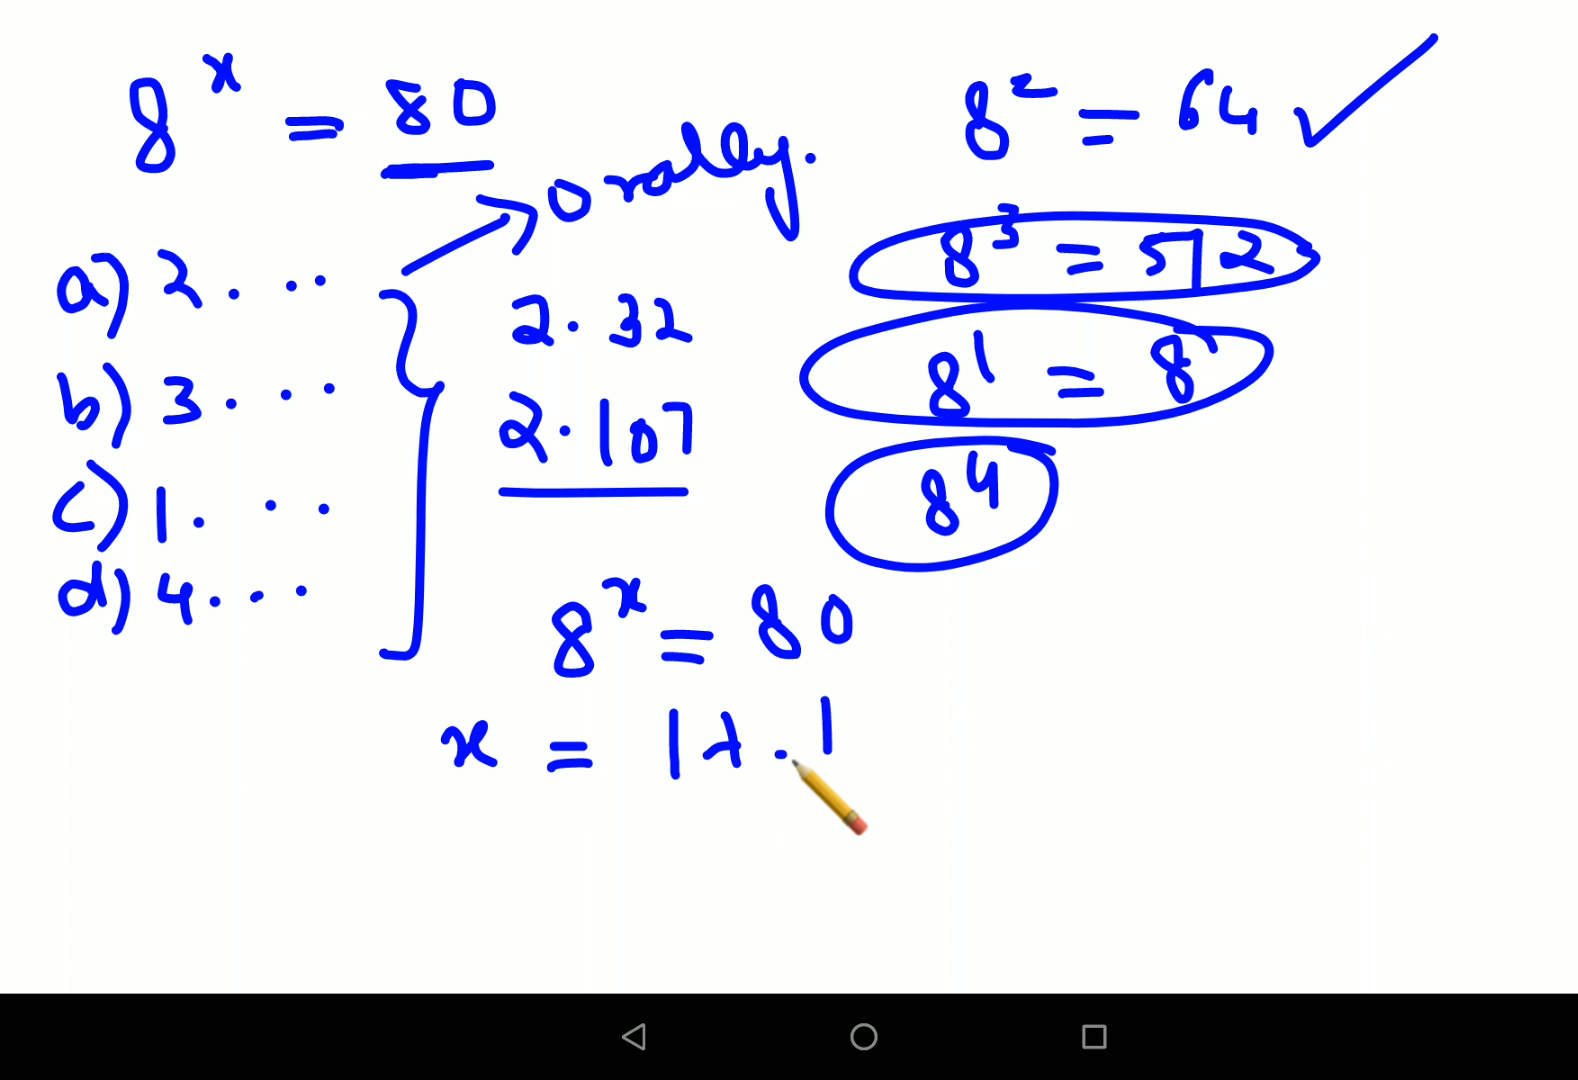 8^x = 80
8^2 = 64 ✓
orally.
8^3 = 512
a) 2. . .
2.32
8^1 = 8
b) 3. . .
2.107
8^4
c) 1. . .
d) 4. . .
8^x = 80
x = 1 + . 1